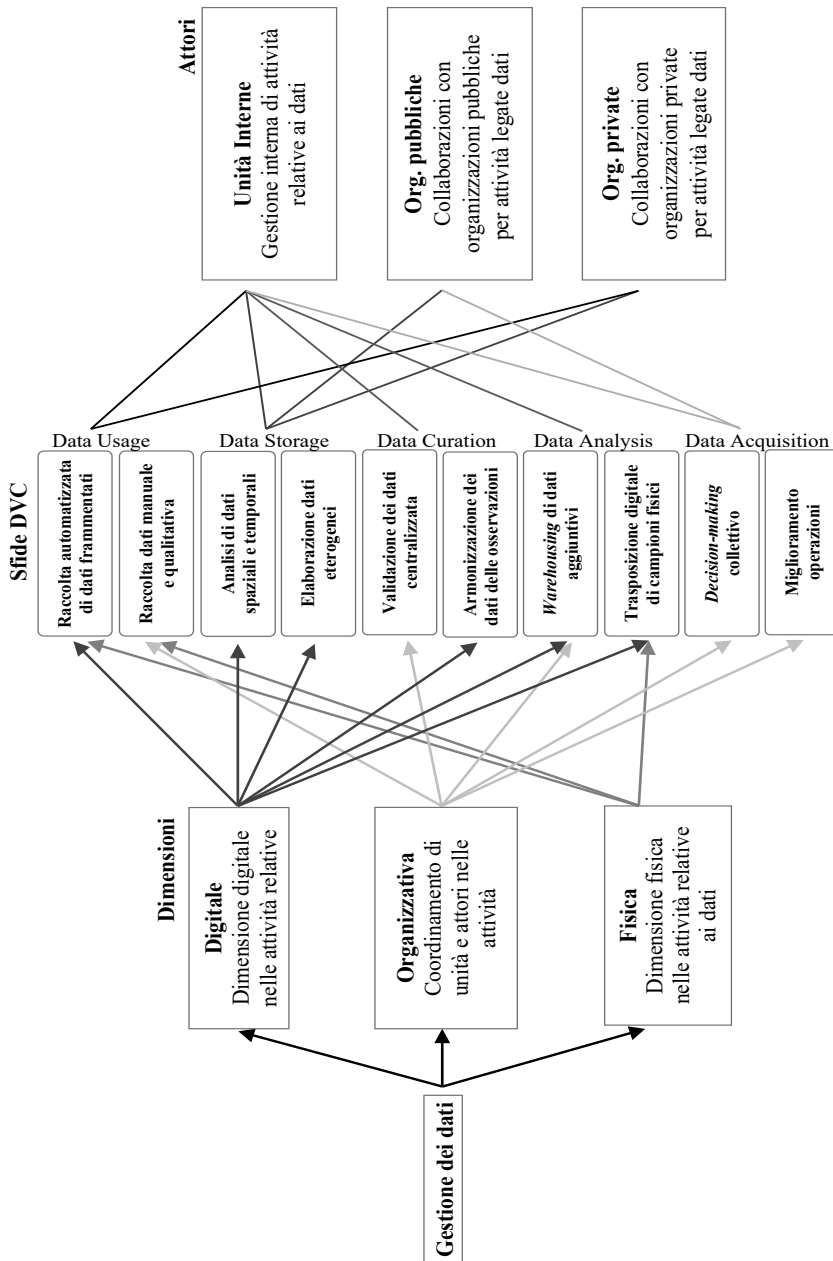 Gestione dei dati
Dimensioni
Digitale
Dimensione digitale
nelle attività relative
Organizzativa
Coordinamento di
unità e attori nelle
attività
Fisica
Dimensione fisica
nelle attività relative
ai dati
Sfide DVC
Raccolta automatizzata
di dati frammentati
Raccolta dati manuale
e qualitativa
Analisi di dati
spaziali e temporali
Elaborazione dati
eterogenei
Validazione dei dati
centralizzata
Armonizzazione dei
dati delle osservazioni
Warehousing di dati
aggiuntivi
Trasposizione digitale
di campioni fisici
Decision-making
collettivo
Miglioramento
operazioni
Data Usage
Data Storage
Data Curation
Data Analysis
Data Acquisition
Attori
Unità Interne
Gestione interna di attività
relative ai dati
Org. pubbliche
Collaborazioni con
organizzazioni pubbliche
per attività legate dati
Org. private
Collaborazioni con
organizzazioni private
per attività legate dati